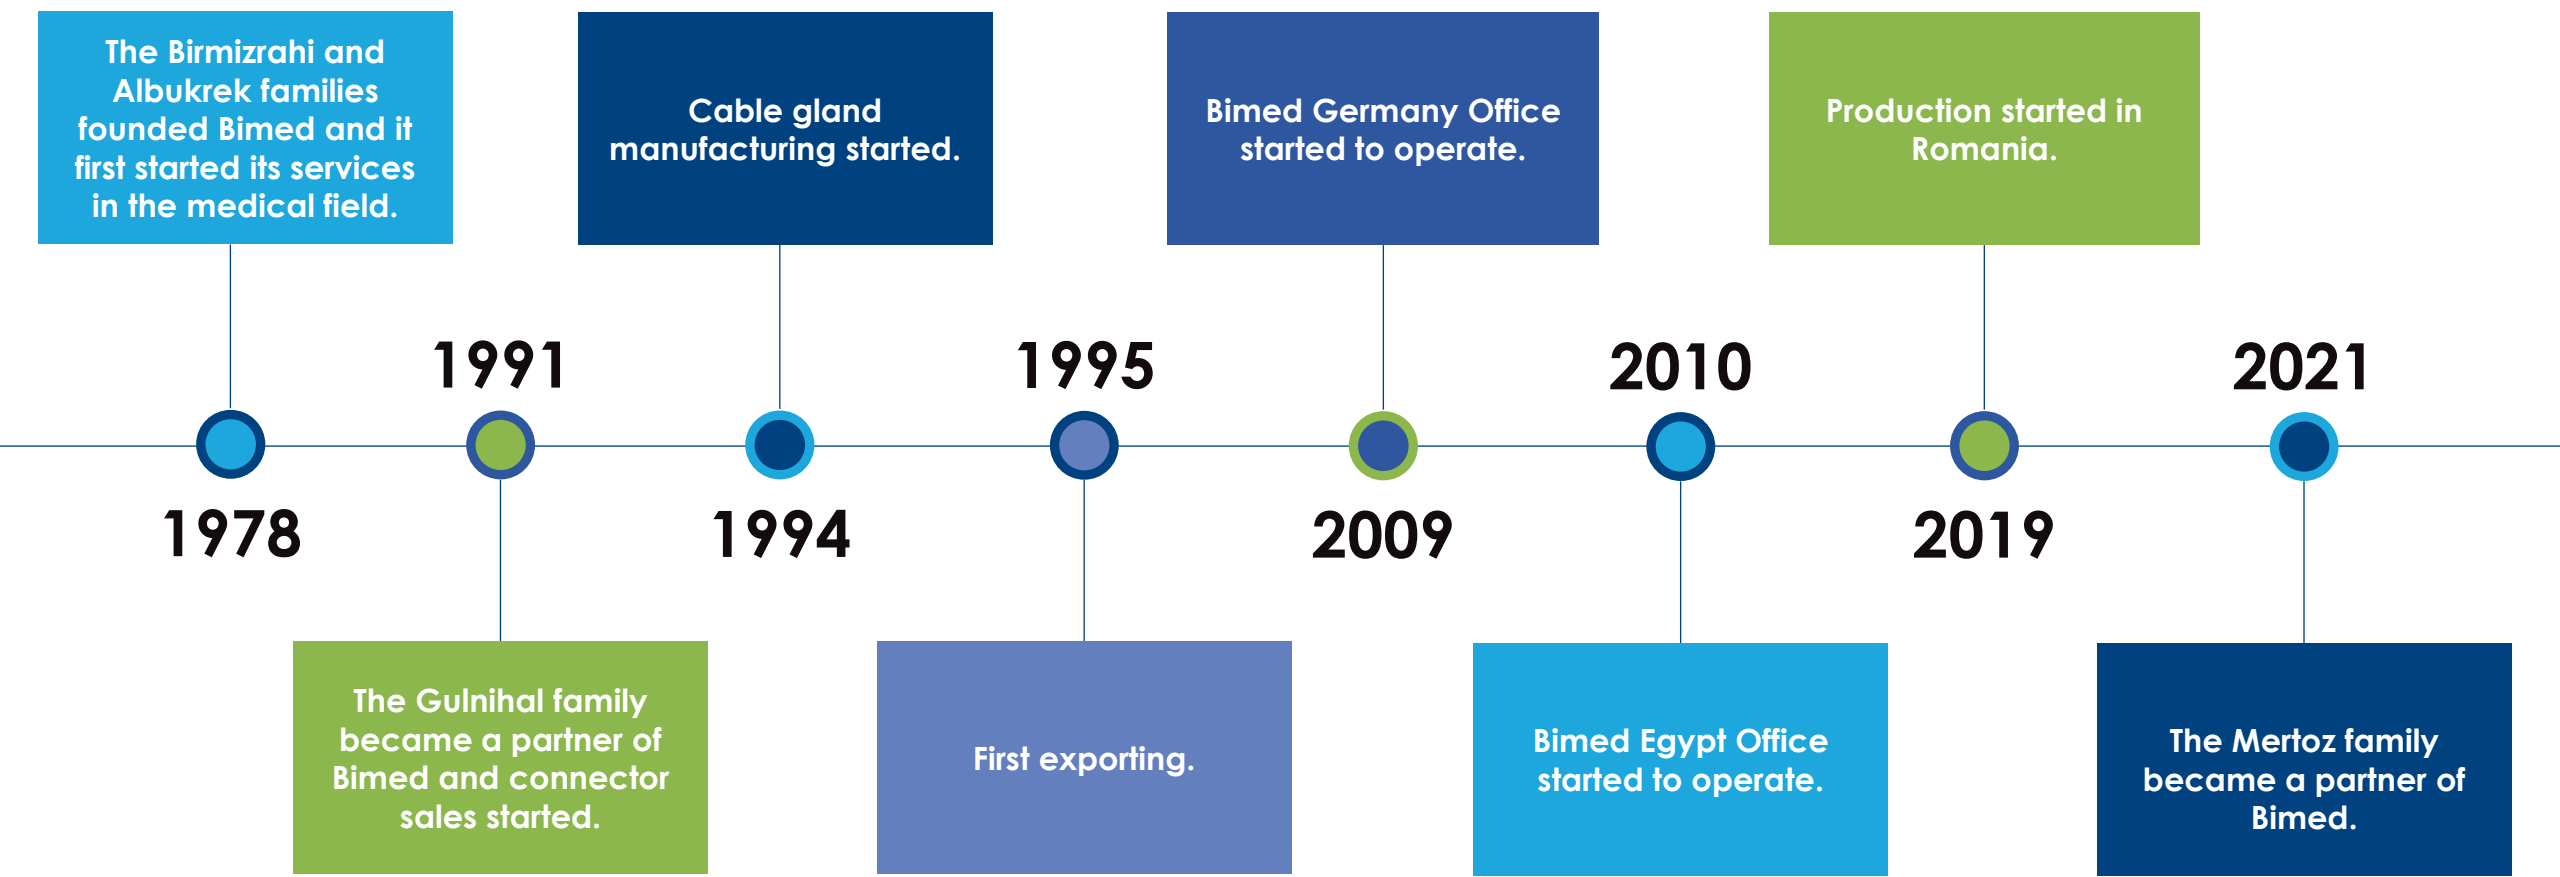 The Birmizrahi and
Albukrek families
founded Bimed and it
first started its services
in the medical field.
1978
1991
The Gulnihal family
became a partner of
Bimed and connector
sales started.
Cable gland
manufacturing started.
1994
1995
First exporting.
Bimed Germany Office
started to operate.
2009
2010
Bimed Egypt Office
started to operate.
Production started in
Romania.
2019
2021
The Mertoz family
became a partner of
Bimed.